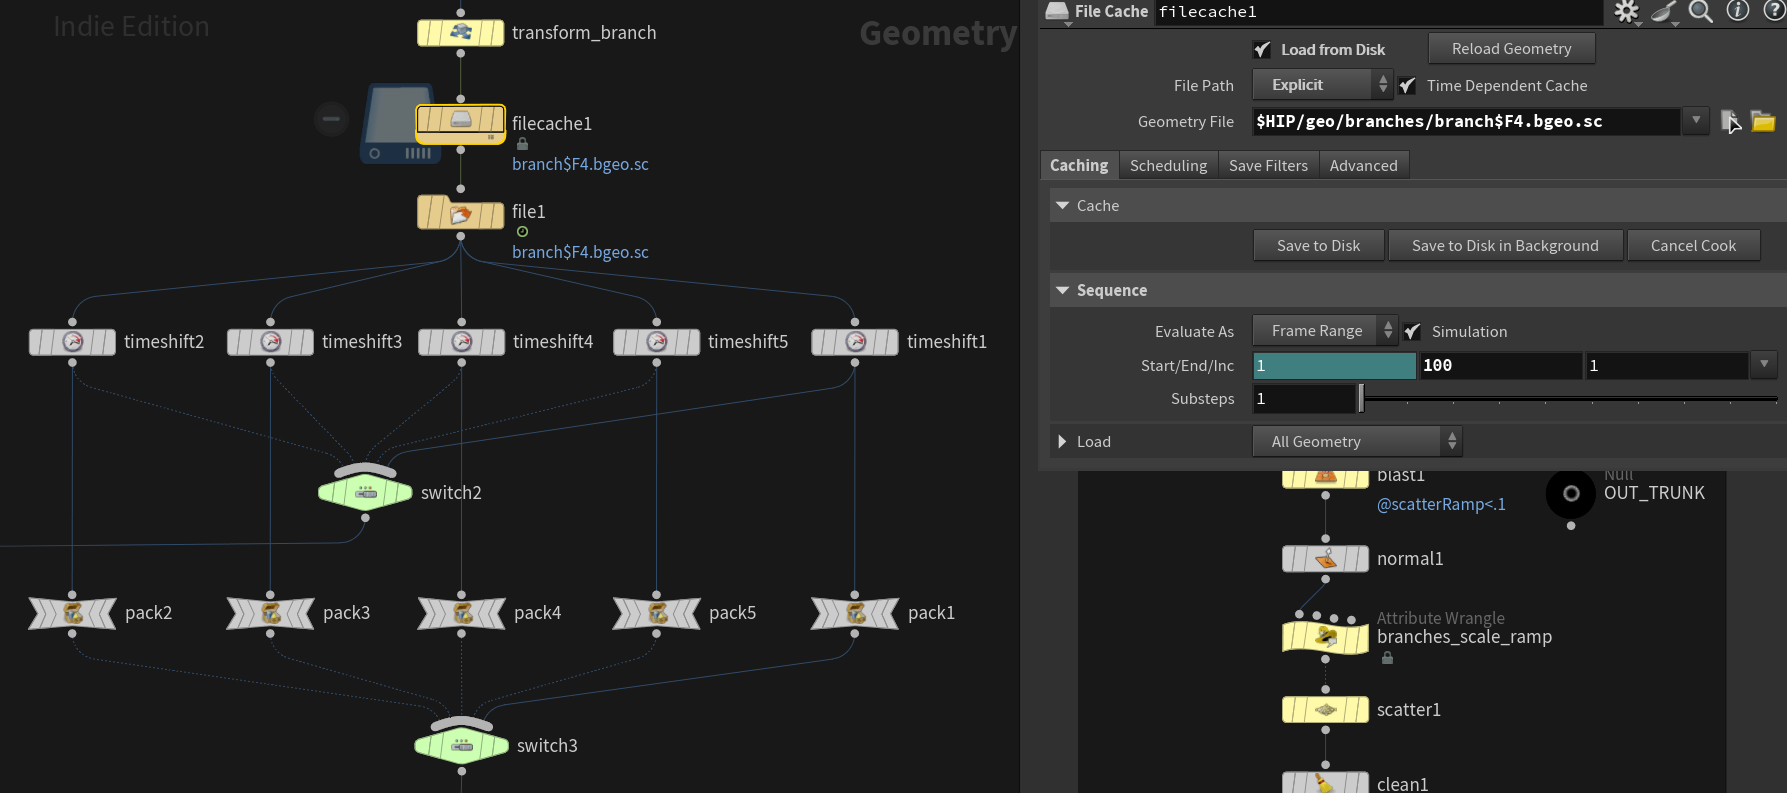 Indie Edition
Geometry
transform_branch
filecache1
branch$F4.bgeo.sc
file1
branch$F4.bgeo.sc
timeshift2
timeshift3
timeshift4
timeshift5
timeshift1
switch2
pack2
pack3
pack4
pack5
pack1
switch3
File Cache filecache1
Load from Disk Reload Geometry
File Path Explicit Time Dependent Cache
Geometry File $HIP/geo/branches/branch$F4.bgeo.sc
Caching Scheduling Save Filters Advanced
Cache
Save to Disk Save to Disk in Background Cancel Cook
Sequence
Evaluate As Frame Range Simulation
Start/End/Inc 1 100 1
Substeps 1
Load All Geometry
blast1
@scatterRamp<.1
Null
OUT_TRUNK
normal1
Attribute Wrangle
branches_scale_ramp
scatter1
clean1